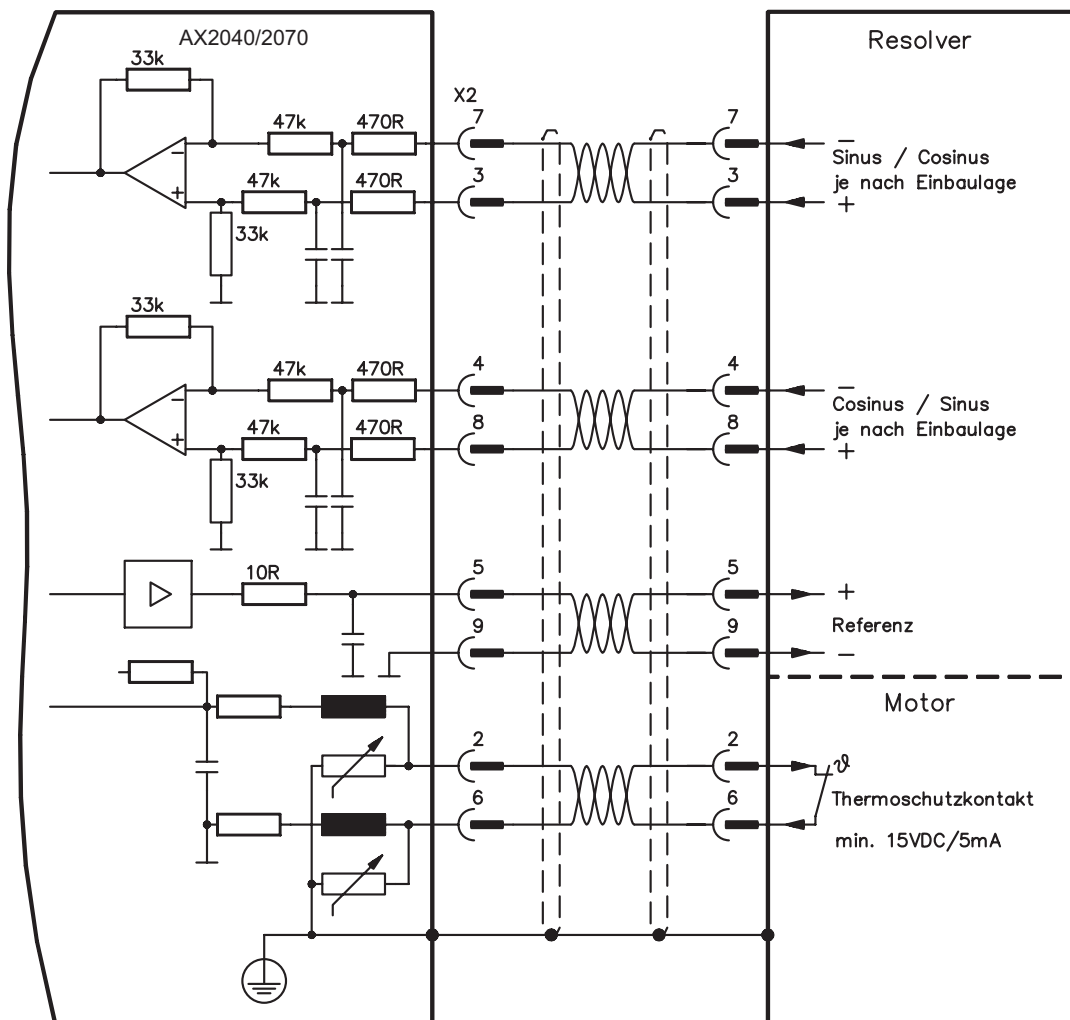 AX2040/2070
Resolver
33k
X2
47k
470R
7
7
−
Sinus / Cosinus
je nach Einbaulage
+
−
+
47k
470R
3
3
33k
33k
47k
470R
4
4
−
Cosinus / Sinus
je nach Einbaulage
+
−
+
47k
470R
8
8
33k
10R
5
5
+
Referenz
−
9
9
Motor
2
2
ϑ
Thermoschutzkontakt
min. 15VDC/5mA
6
6